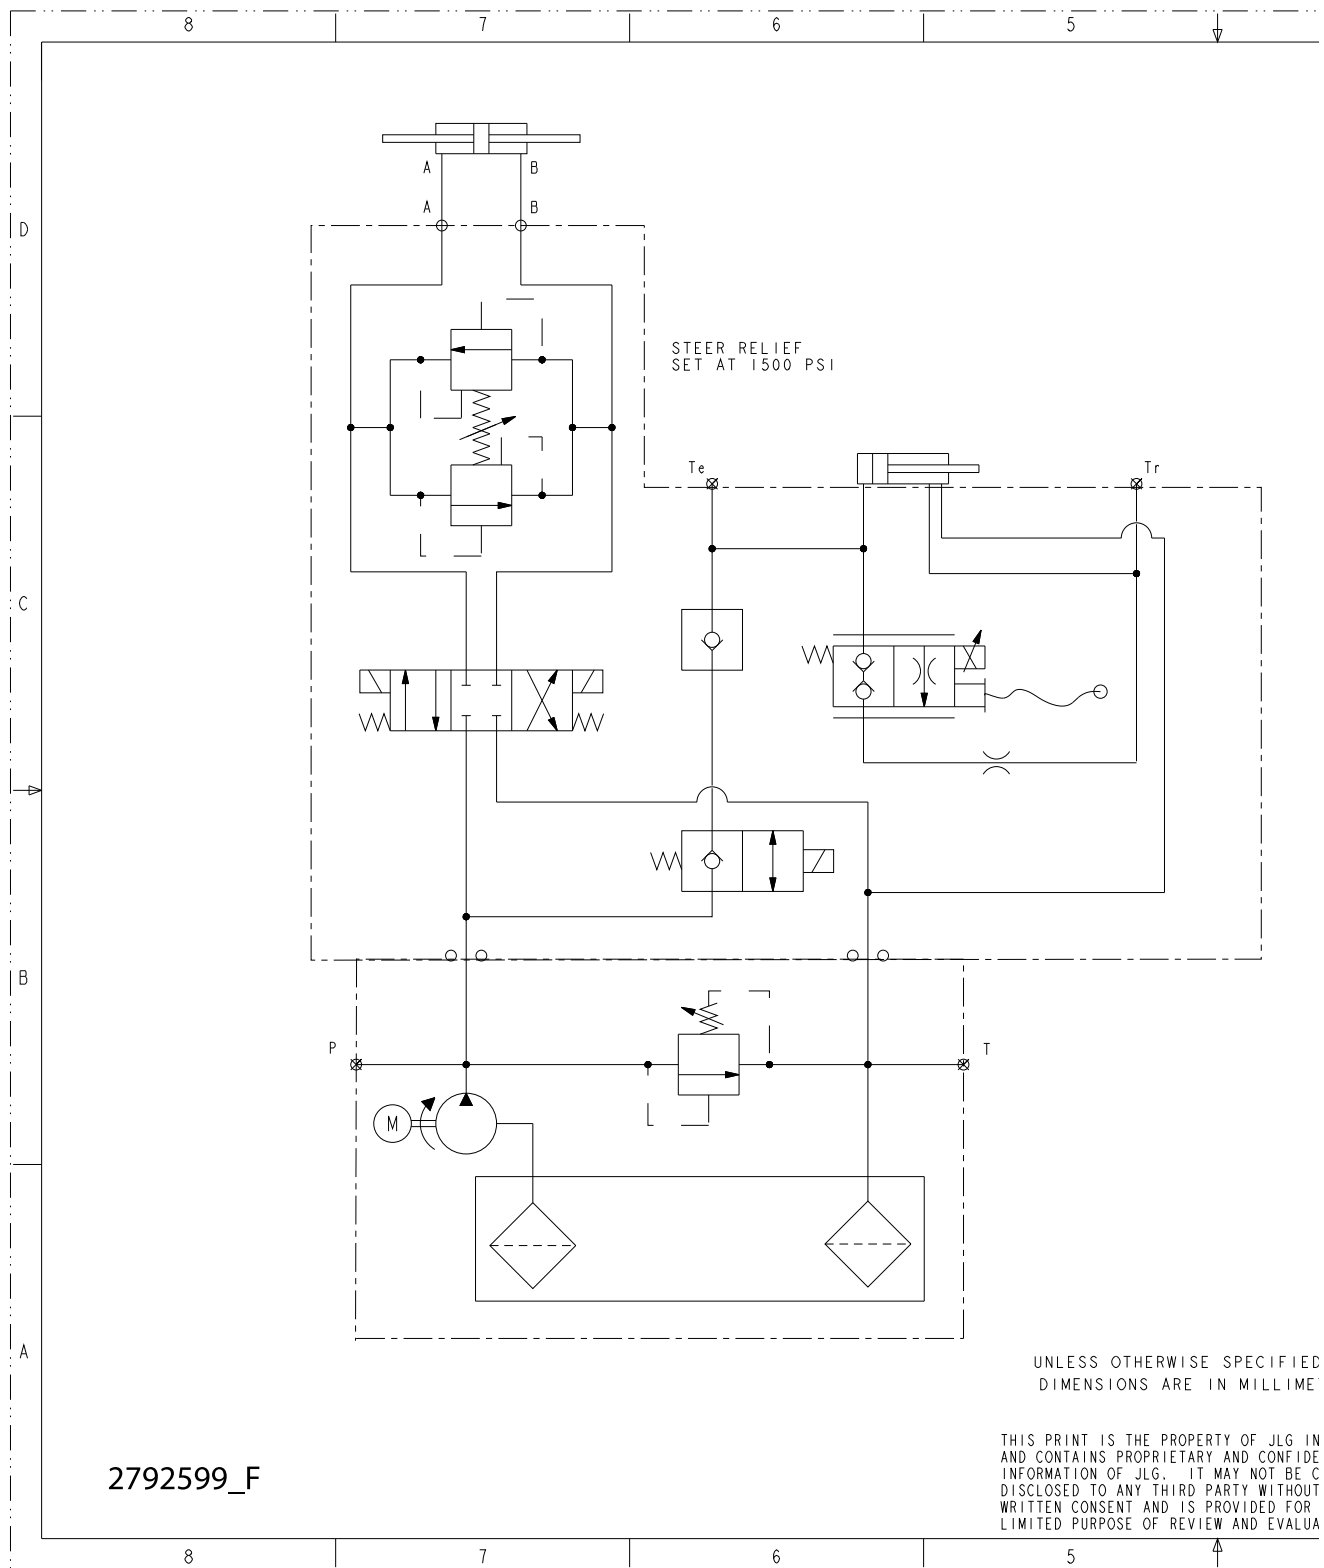 8 7 6 5
A B
A B
D
STEER RELIEF
SET AT 1500 PSI
Te Tr
C
B
P T
M
A
UNLESS OTHERWISE SPECIFIED
DIMENSIONS ARE IN MILLIME
THIS PRINT IS THE PROPERTY OF JLG IN
AND CONTAINS PROPRIETARY AND CONFIDE
INFORMATION OF JLG. IT MAY NOT BE C
DISCLOSED TO ANY THIRD PARTY WITHOUT
WRITTEN CONSENT AND IS PROVIDED FOR
LIMITED PURPOSE OF REVIEW AND EVALUA
2792599_F
8 7 6 5